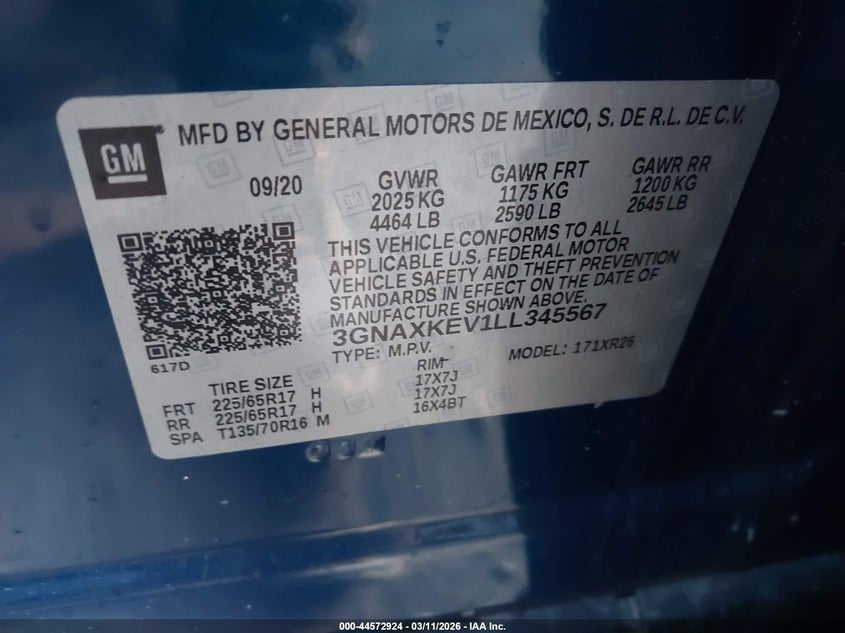 GM
MFD BY GENERAL MOTORS DE MEXICO, S. DE R.L. DE C.V.
09/20
GVWR
2025 KG
4464 LB
GAWR FRT
1175 KG
2590 LB
GAWR RR
1200 KG
2645 LB
THIS VEHICLE CONFORMS TO ALL
APPLICABLE U.S. FEDERAL MOTOR
VEHICLE SAFETY AND THEFT PREVENTION
STANDARDS IN EFFECT ON THE DATE OF
MANUFACTURE SHOWN ABOVE.
3GNAXKEV1LL345567
TYPE: M.P.V.
MODEL: 171XR26
617D
TIRE SIZE
RIM
FRT 225/65R17 H 17X7J
RR 225/65R17 H 17X7J
SPA T135/70R16 M 16X4BT
000-44572924 - 03/11/2026 - IAA Inc.